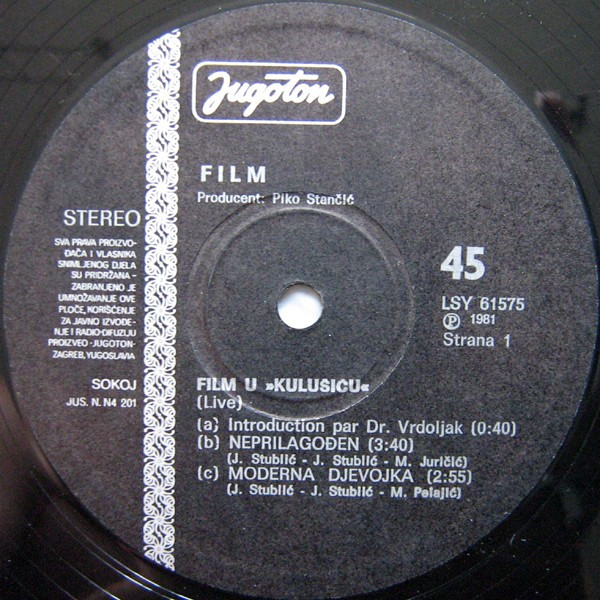 Jugoton
FILM
Producent: Piko Stančić
STEREO
SVA PRAVA PROIZVO-
ĐAČA I VLASNIKA
SNIMLJENOG DJELA
SU PRIDRŽANA -
ZABRANJENO JE
UMNOŽAVANJE OVE
PLOČE, KORIŠĆENJE
ZA JAVNO IZVOĐE-
NJE I RADIO-DIFUZIJU
PROIZVEO -JUGOTON-
ZAGREB, YUGOSLAVIA
SOKOJ
JUS. N. N4 201
45
LSY 61575
Ⓟ 1981
Strana 1
FILM U »KULUŠIĆU«
(Live)
(a) Introduction par Dr. Vrdoljak (0:40)
(b) NEPRILAGOĐEN (3:40)
(J. Stublić - J. Stublić - M. Juričić)
(c) MODERNA DJEVOJKA (2:55)
(J. Stublić - J. Stublić - M. Pelajić)